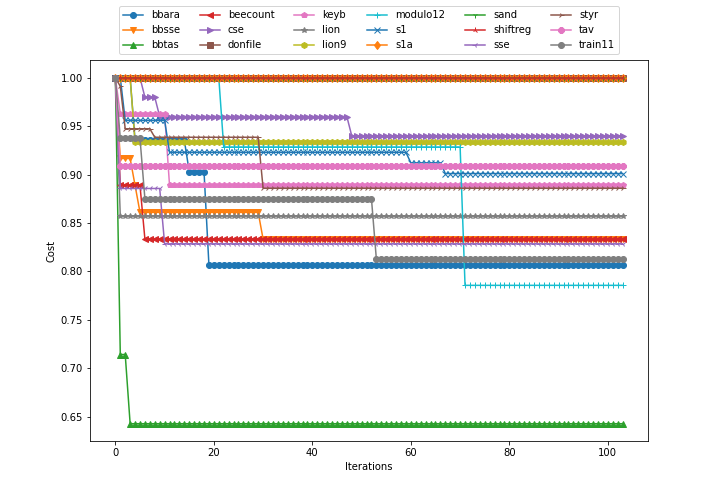 bbara beecount keyb modulo12 sand styr
bbsse cse lion s1 shiftreg tav
bbtas donfile lion9 s1a sse train11
1.00
0.95
0.90
0.85
0.80
0.75
0.70
0.65
Cost
0 20 40 60 80 100
Iterations